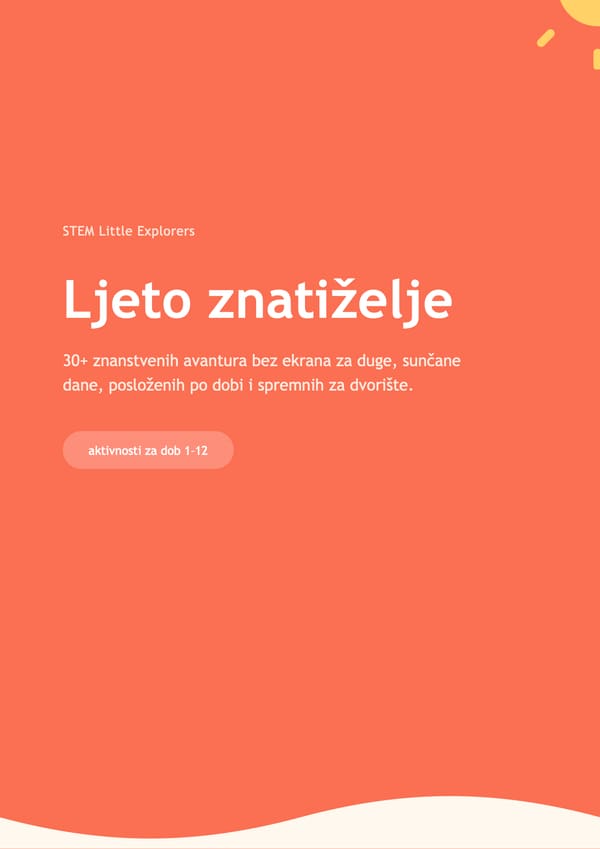 STEM Little Explorers
Ljeto znatiželje
30+ znanstvenih avantura bez ekrana za duge, sunčane
dane, posloženih po dobi i spremnih za dvorište.
aktivnosti za dob 1–12